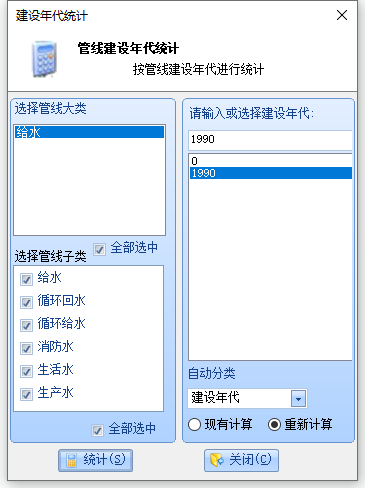 建设年代统计
管线建设年代统计
按管线建设年代进行统计
选择管线大类
给水
全部选中
选择管线子类
给水
循环回水
循环给水
消防水
生活水
生产水
全部选中
请输入或选择建设年代:
1990
0
1990
自动分类
建设年代
现有计算 重新计算
统计(S) 关闭(C)